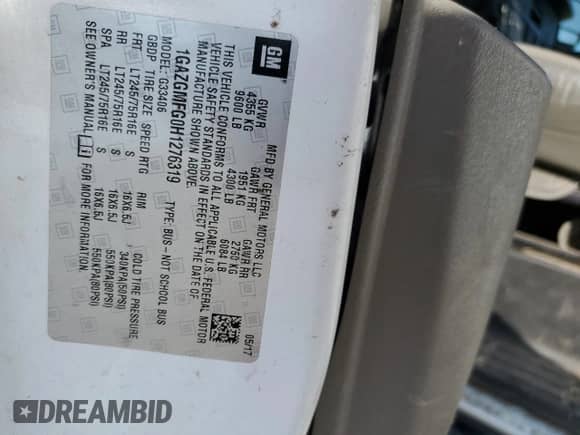 GM
MFD BY GENERAL MOTORS LLC
GVWR GAWR FRT GAWR RR
4355 KG 1951 KG 2760 KG
9600 LB 4300 LB 6084 LB
05/17
THIS VEHICLE CONFORMS TO ALL APPLICABLE U.S. FEDERAL MOTOR
VEHICLE SAFETY STANDARDS IN EFFECT ON THE DATE OF
MANUFACTURE SHOWN ABOVE.
1GAZGMFG0H1276319 TYPE: BUS - NOT SCHOOL BUS
MODEL: G33406
GBDP TIRE SIZE SPEED RTG RIM COLD TIRE PRESSURE
FRT LT245/75R16E S 16X6.5J 345KPA(50PSI)
RR LT245/75R16E S 16X6.5J 550KPA(80PSI)
SPA LT245/75R16E S 16X6.5J 550KPA(80PSI)
SEE OWNER'S MANUAL i FOR MORE INFORMATION.
DREAMBID